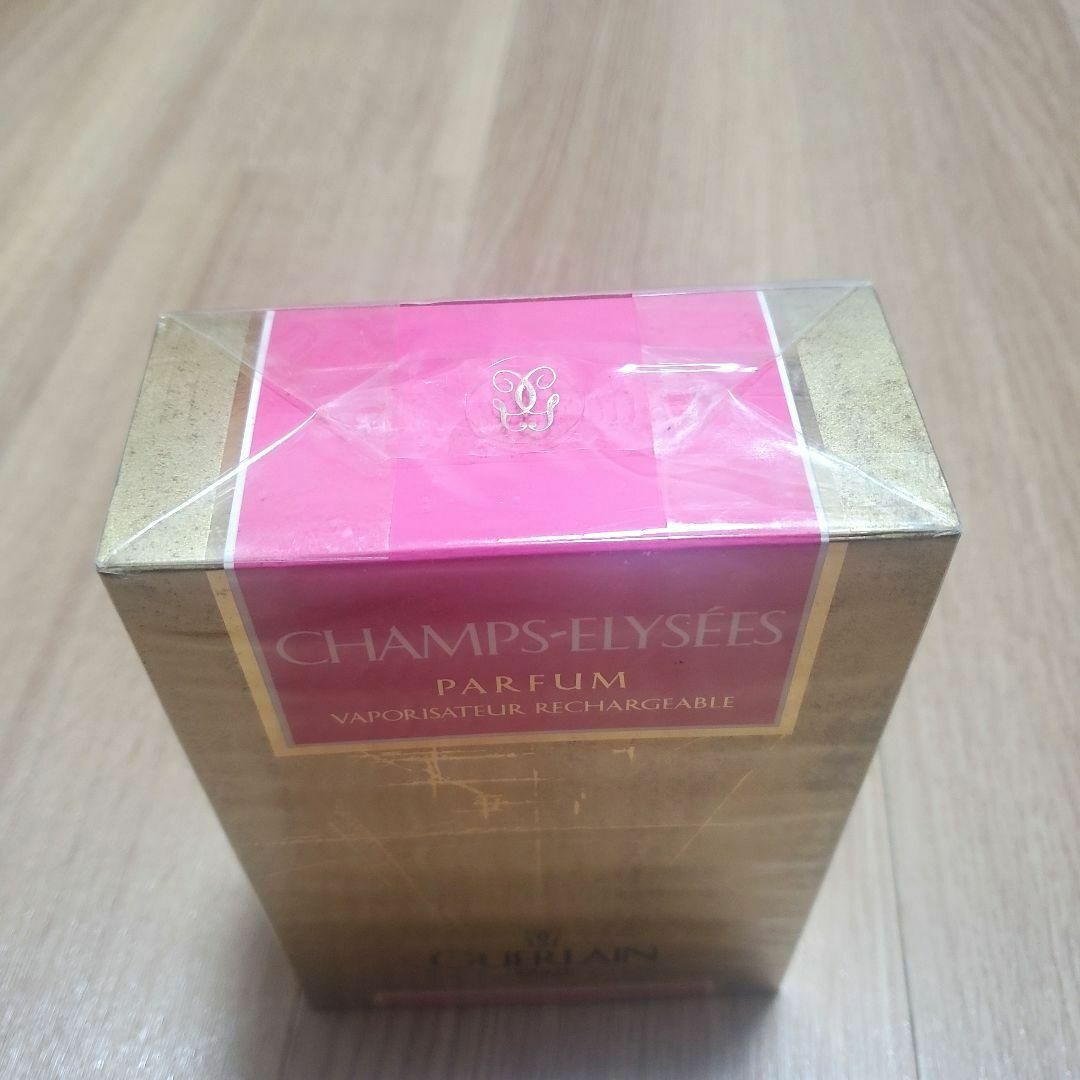 CHAMPS-ELYSÉES
PARFUM
VAPORISATEUR RECHARGEABLE
GUERLAIN